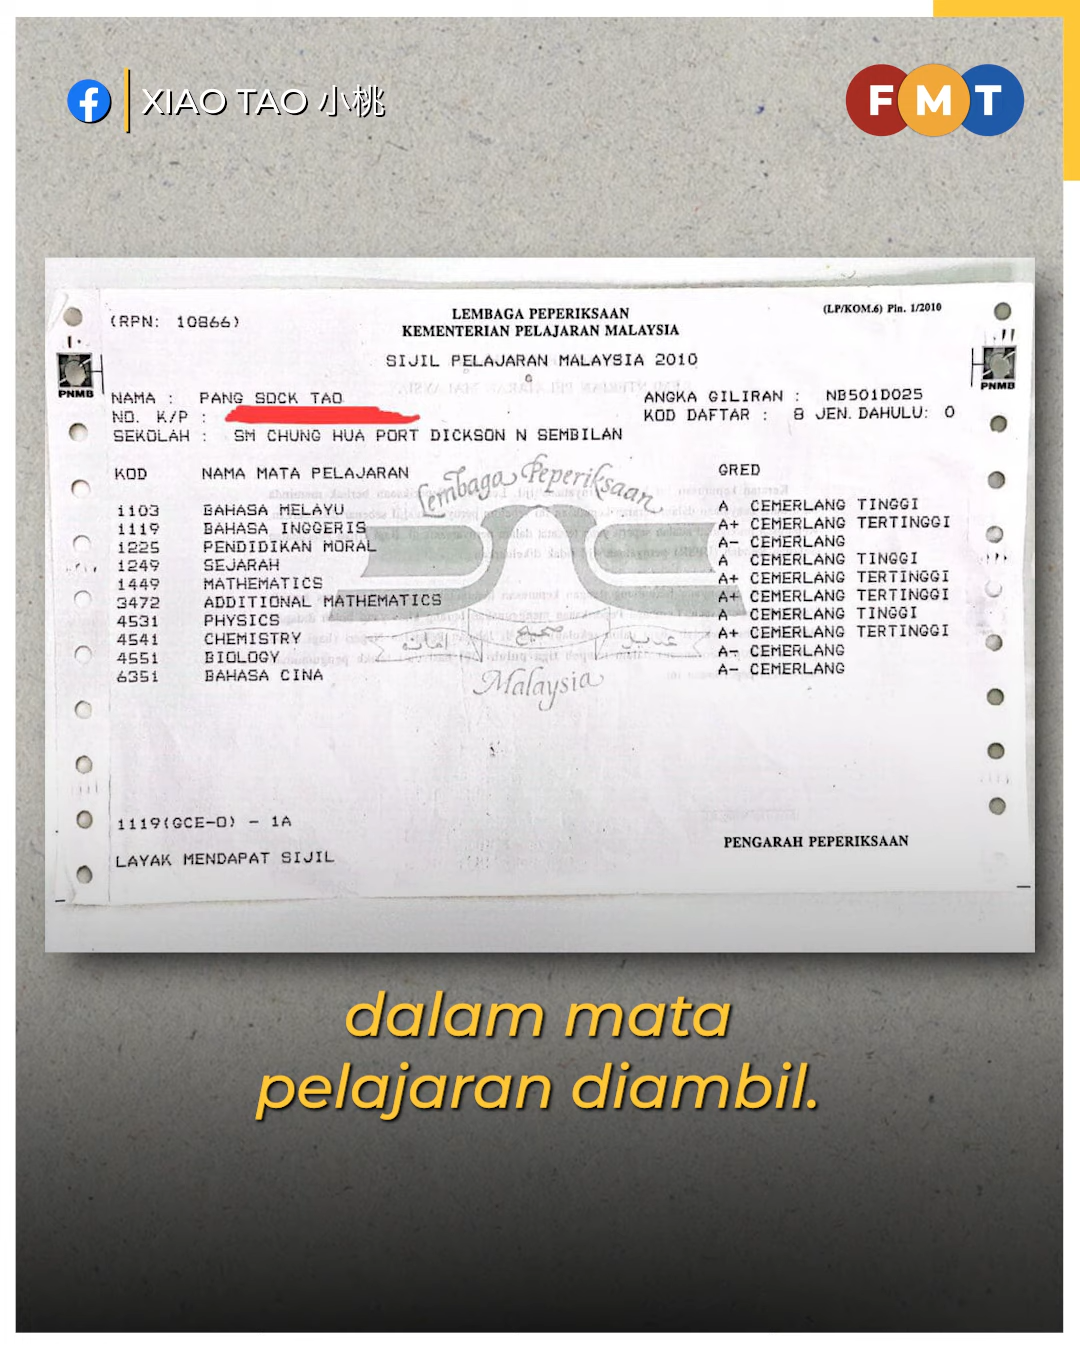 XIAO TAO 小桃
FMT
(RPN: 10866)
LEMBAGA PEPERIKSAAN
KEMENTERIAN PELAJARAN MALAYSIA
(LP/KOM.6) Pin. 1/2010
SIJIL PELAJARAN MALAYSIA 2010
PNMB
PNMB
NAMA : PANG SOCK TAO
ANGKA GILIRAN : NB501D025
NO. K/P :
KOD DAFTAR : 8 JEN.DAHULU: 0
SEKOLAH : SM CHUNG HUA PORT DICKSON N SEMBILAN
KOD NAMA MATA PELAJARAN GRED
Lembaga Peperiksaan
1103 BAHASA MELAYU A CEMERLANG TINGGI
1119 BAHASA INGGERIS A+ CEMERLANG TERTINGGI
1225 PENDIDIKAN MORAL A- CEMERLANG
1249 SEJARAH A CEMERLANG TINGGI
1449 MATHEMATICS A+ CEMERLANG TERTINGGI
3472 ADDITIONAL MATHEMATICS A+ CEMERLANG TERTINGGI
4531 PHYSICS A CEMERLANG TINGGI
4541 CHEMISTRY A+ CEMERLANG TERTINGGI
4551 BIOLOGY A- CEMERLANG
6351 BAHASA CINA A- CEMERLANG
Malaysia
1119(GCE-O) - 1A
PENGARAH PEPERIKSAAN
LAYAK MENDAPAT SIJIL
dalam mata
pelajaran diambil.